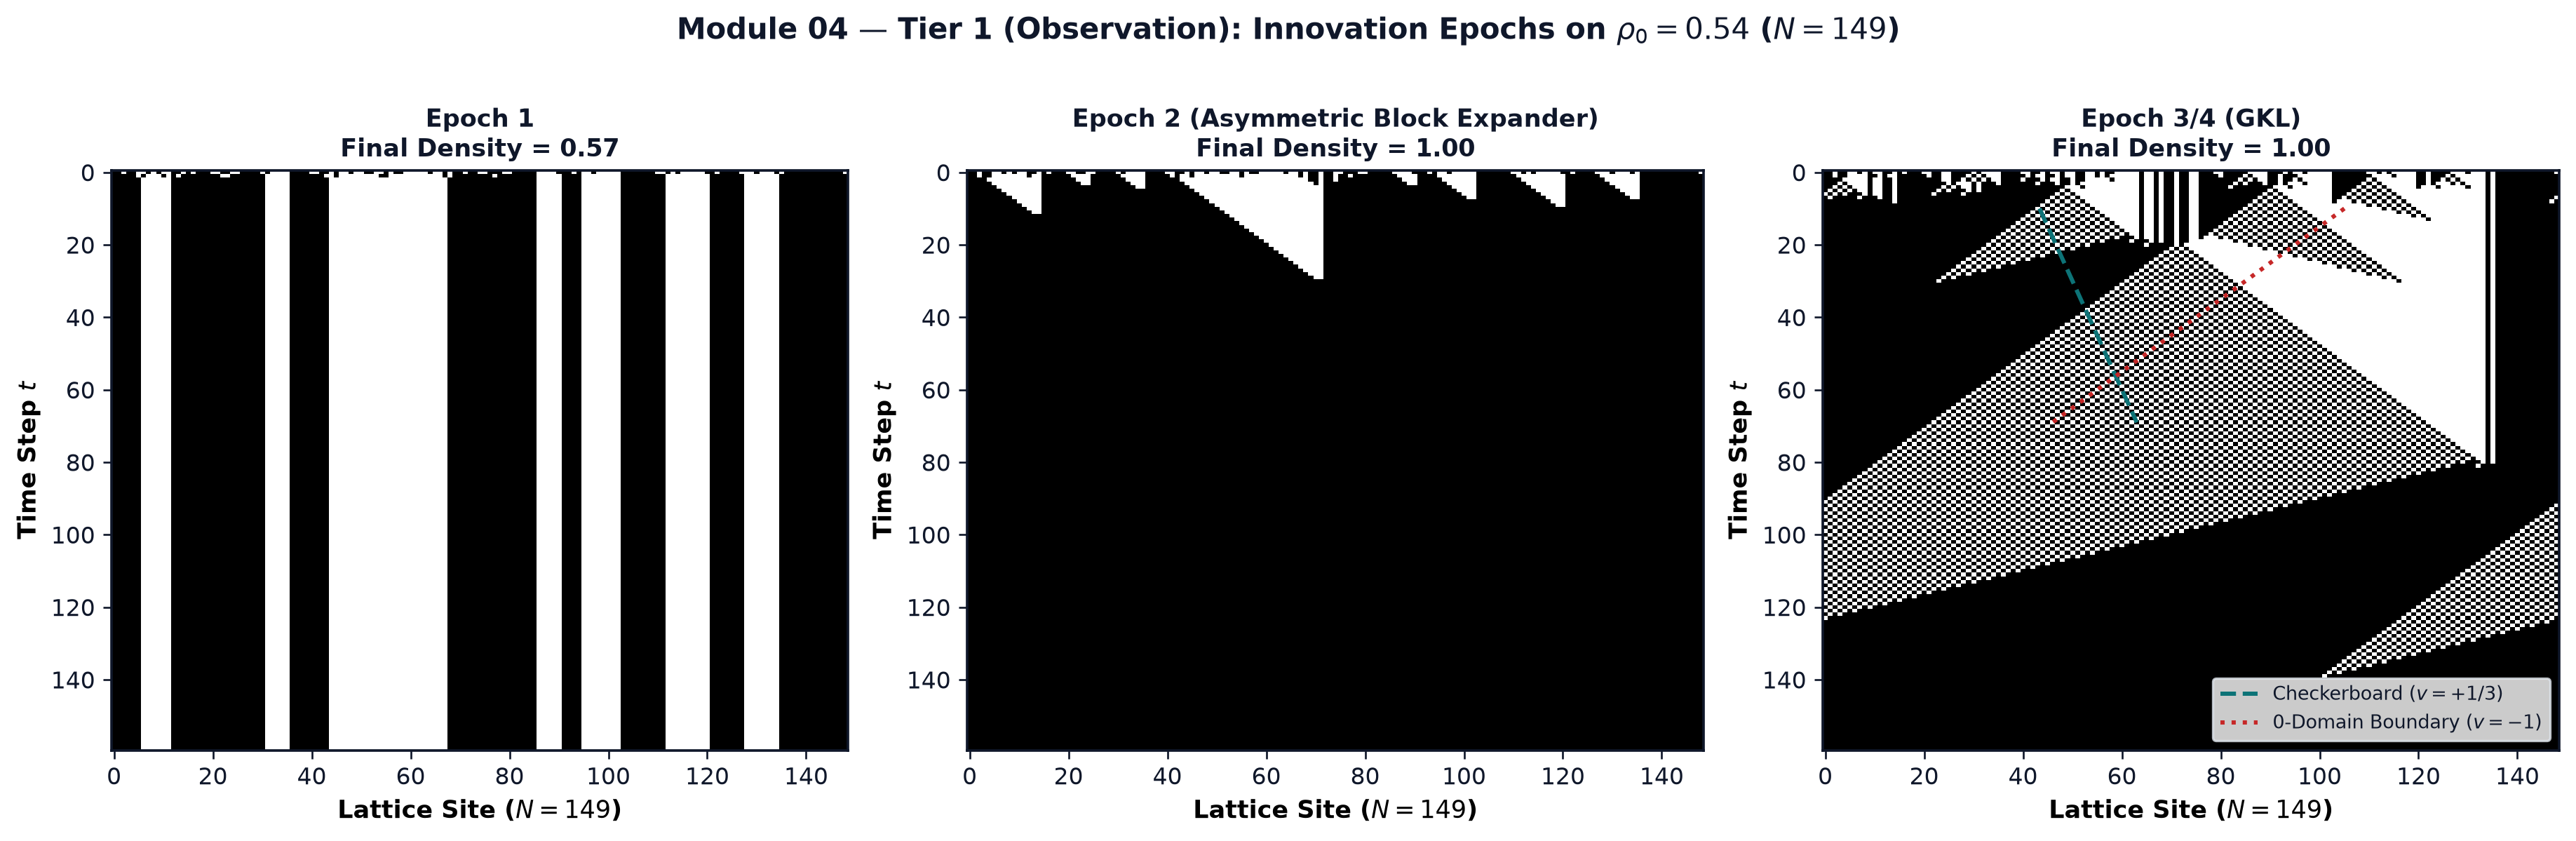 Module 04 — Tier 1 (Observation): Innovation Epochs on ρ₀ = 0.54 (N = 149)
Epoch 1
Final Density = 0.57
0
20
40
60
80
100
120
140
Time Step t
0 20 40 60 80 100 120 140
Lattice Site (N = 149)
Epoch 2 (Asymmetric Block Expander)
Final Density = 1.00
0
20
40
60
80
100
120
140
Time Step t
0 20 40 60 80 100 120 140
Lattice Site (N = 149)
Epoch 3/4 (GKL)
Final Density = 1.00
0
20
40
60
80
100
120
140
Time Step t
Checkerboard (v = +1/3)
0-Domain Boundary (v = −1)
0 20 40 60 80 100 120 140
Lattice Site (N = 149)